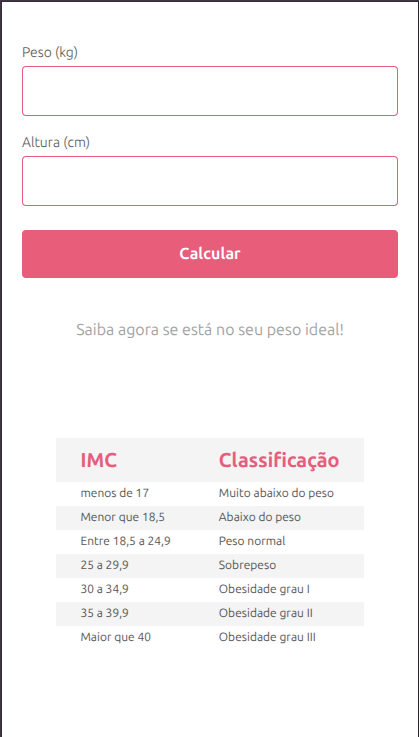 Peso (kg)
Altura (cm)
Calcular
Saiba agora se está no seu peso ideal!
IMC Classificação
menos de 17 Muito abaixo do peso
Menor que 18,5 Abaixo do peso
Entre 18,5 a 24,9 Peso normal
25 a 29,9 Sobrepeso
30 a 34,9 Obesidade grau I
35 a 39,9 Obesidade grau II
Maior que 40 Obesidade grau III